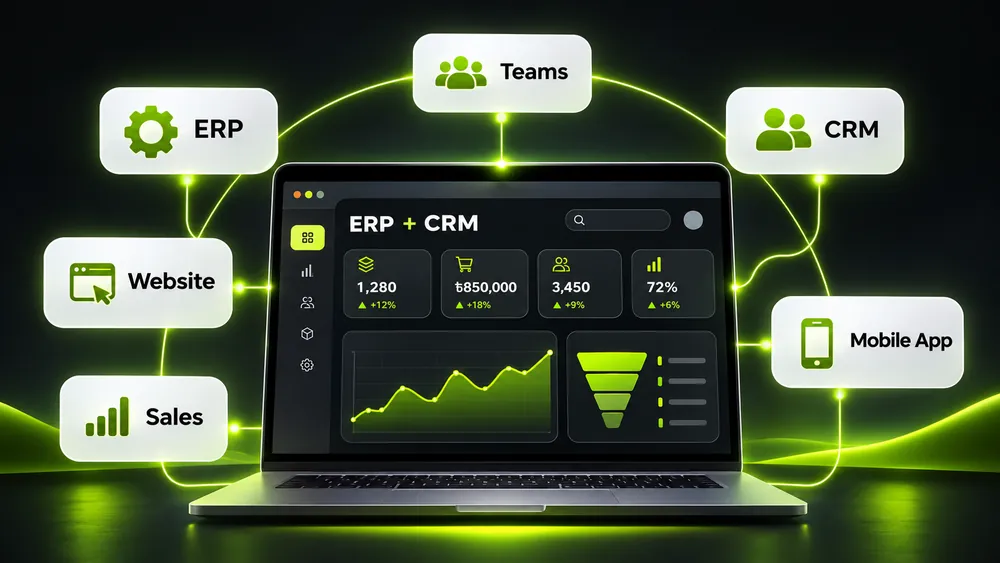 Teams
ERP
CRM
Website
Sales
Mobile App
ERP + CRM
1,280
+12%
৳850,000
+18%
3,450
+9%
72%
+6%